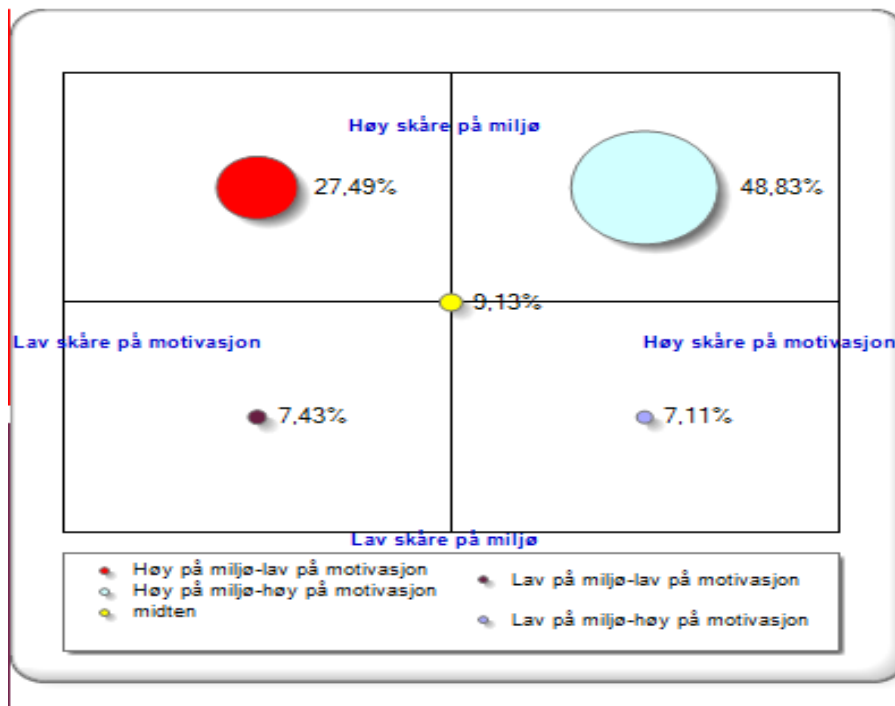 Høy skåre på miljø
27,49%
48,83%
9,13%
Lav skåre på motivasjon
Høy skåre på motivasjon
7,43%
7,11%
Lav skåre på miljø
Høy på miljø-lav på motivasjon
Høy på miljø-høy på motivasjon
midten
Lav på miljø-lav på motivasjon
Lav på miljø-høy på motivasjon